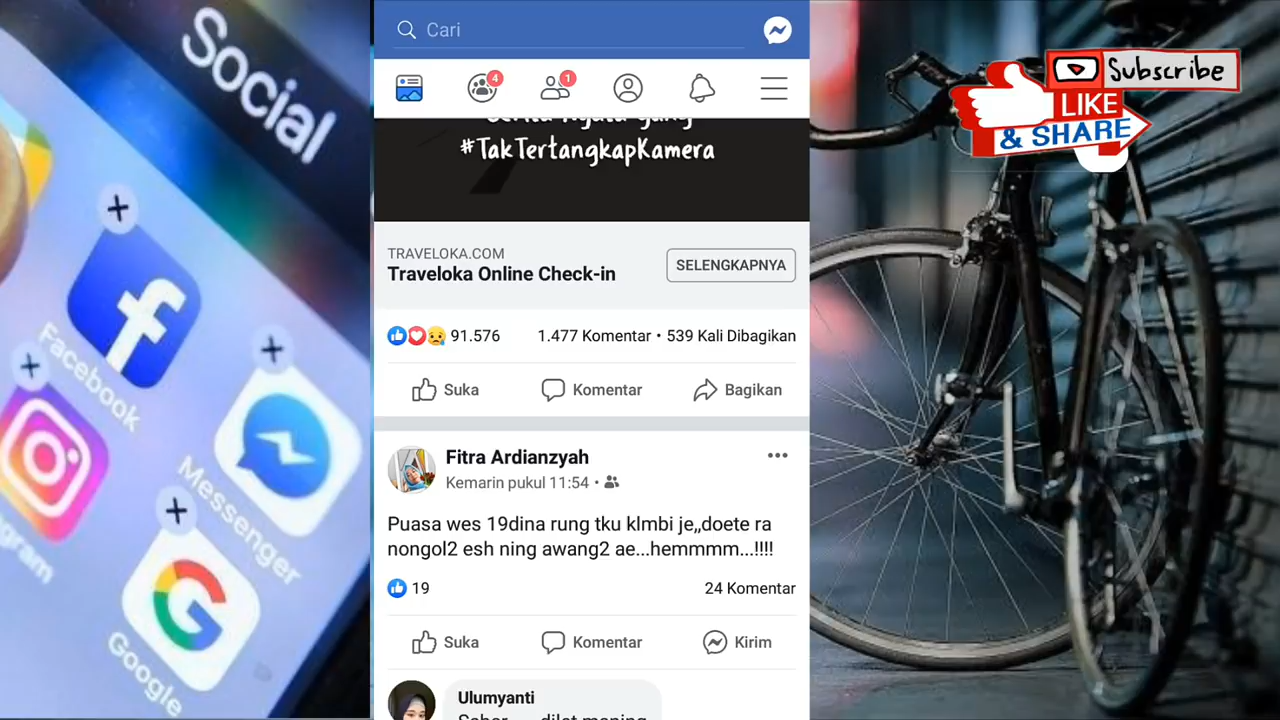 Social
Facebook
Messenger
Google
Cari
4
1
#TakTertangkapKamera
TRAVELOKA.COM
Traveloka Online Check-in
SELENGKAPNYA
91.576
1.477 Komentar • 539 Kali Dibagikan
Suka
Komentar
Bagikan
Fitra Ardianzyah
Kemarin pukul 11:54 •
Puasa wes 19dina rung tku klmbi je,,doete ra
nongol2 esh ning awang2 ae...hemmmm...!!!!
19
24 Komentar
Suka
Komentar
Kirim
Ulumyanti
Subscribe
LIKE
& SHARE